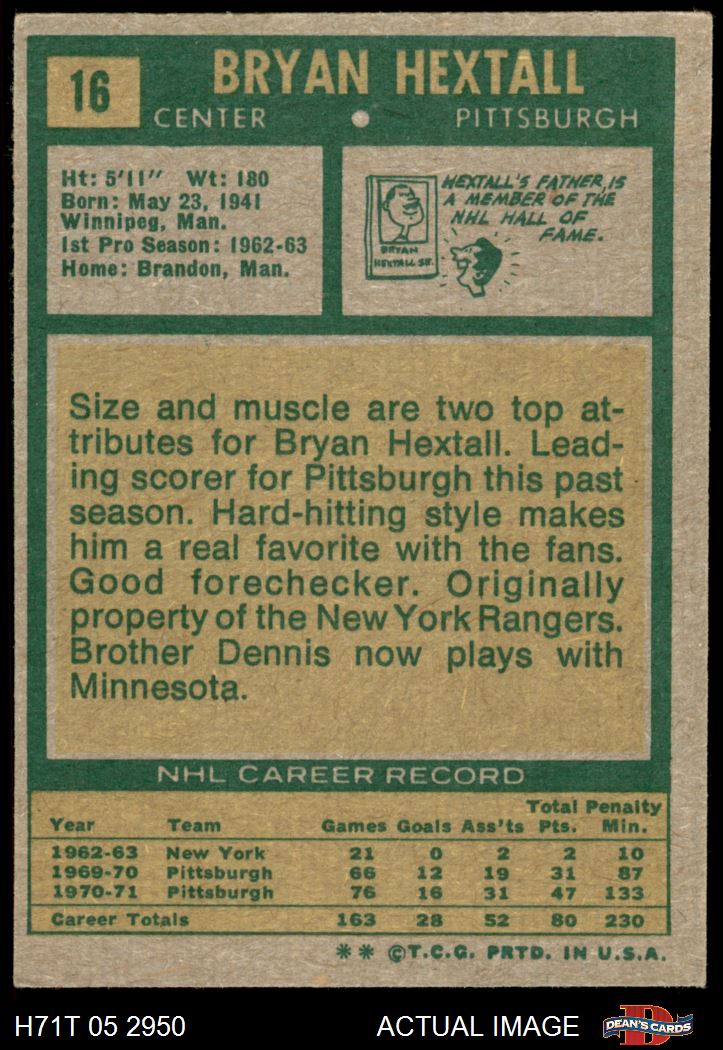 16
BRYAN HEXTALL
CENTER • PITTSBURGH
Ht: 5'11" Wt: 180
Born: May 23, 1941
Winnipeg, Man.
1st Pro Season: 1962-63
Home: Brandon, Man.
HEXTALL'S FATHER IS
A MEMBER OF THE
NHL HALL OF
FAME.
BRYAN
HEXTALL SR.
Size and muscle are two top at-
tributes for Bryan Hextall. Lead-
ing scorer for Pittsburgh this past
season. Hard-hitting style makes
him a real favorite with the fans.
Good forechecker. Originally
property of the New York Rangers.
Brother Dennis now plays with
Minnesota.
NHL CAREER RECORD
Total Penalty
Year Team Games Goals Ass'ts Pts. Min.
1962-63 New York 21 0 2 2 10
1969-70 Pittsburgh 66 12 19 31 87
1970-71 Pittsburgh 76 16 31 47 133
Career Totals 163 28 52 80 230
** ©T.C.G. PRTD. IN U.S.A.
H71T 05 2950 ACTUAL IMAGE
D
DEAN'S CARDS